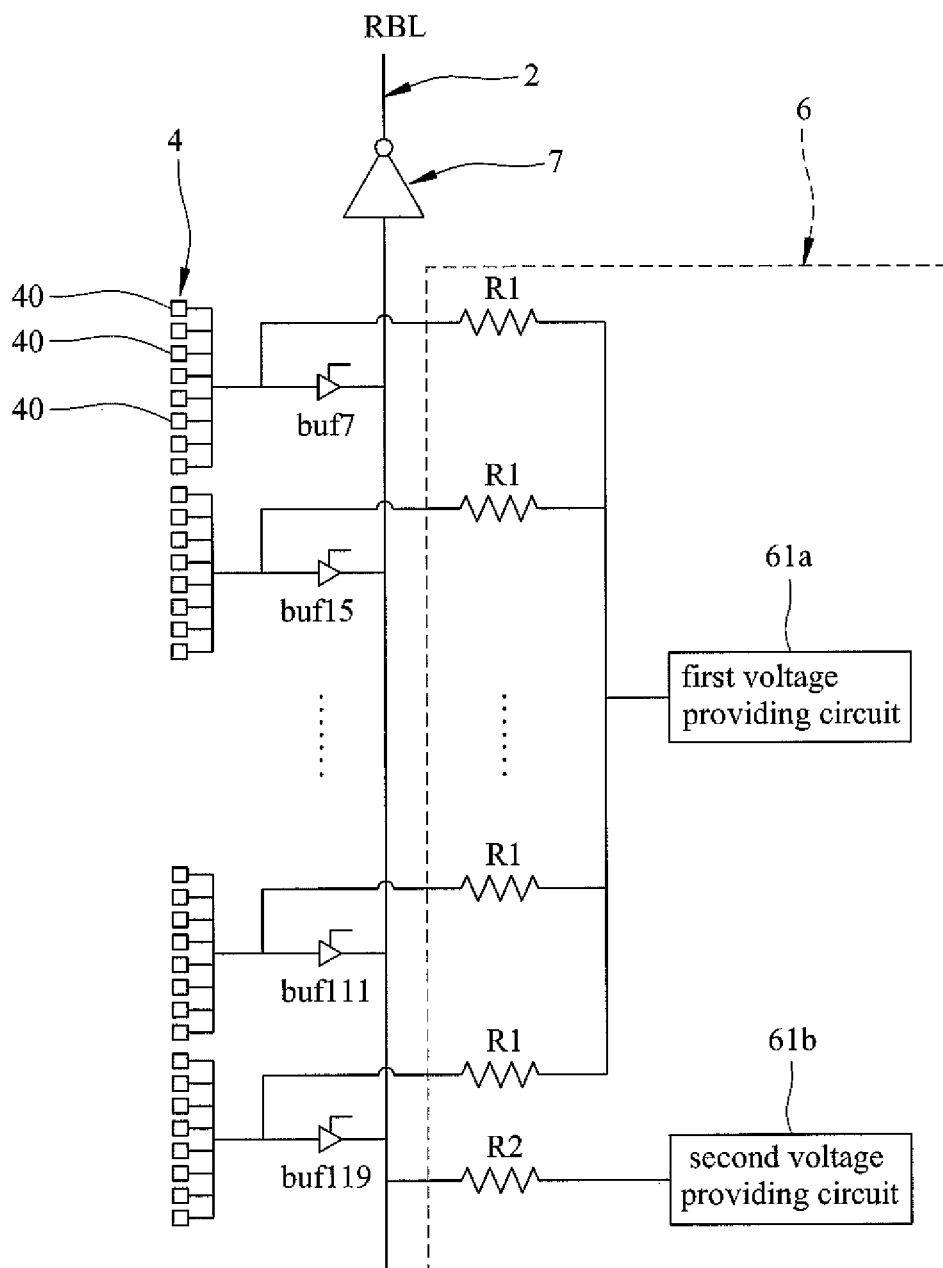 RBL
2
6
4
7
40
R1
40
40
buf7
R1
61a
buf15
first voltage
providing circuit
R1
buf111
R1
61b
R2
buf119
second voltage
providing circuit